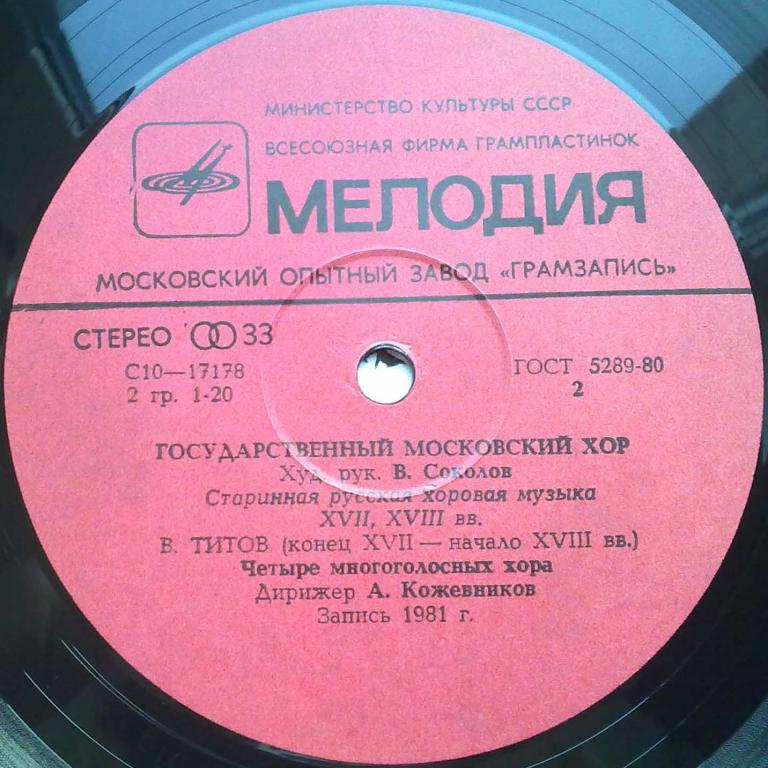 МИНИСТЕРСТВО КУЛЬТУРЫ СССР
ВСЕСОЮЗНАЯ ФИРМА ГРАМПЛАСТИНОК
МЕЛОДИЯ
МОСКОВСКИЙ ОПЫТНЫЙ ЗАВОД «ГРАМЗАПИСЬ»
СТЕРЕО 33
С10—17178 ГОСТ 5289-80
2 гр. 1-20 2
ГОСУДАРСТВЕННЫЙ МОСКОВСКИЙ ХОР
Худ. рук. В. Соколов
Старинная русская хоровая музыка
XVII, XVIII вв.
В. ТИТОВ (конец XVII — начало XVIII вв.)
Четыре многоголосных хора
Дирижер А. Кожевников
Запись 1981 г.